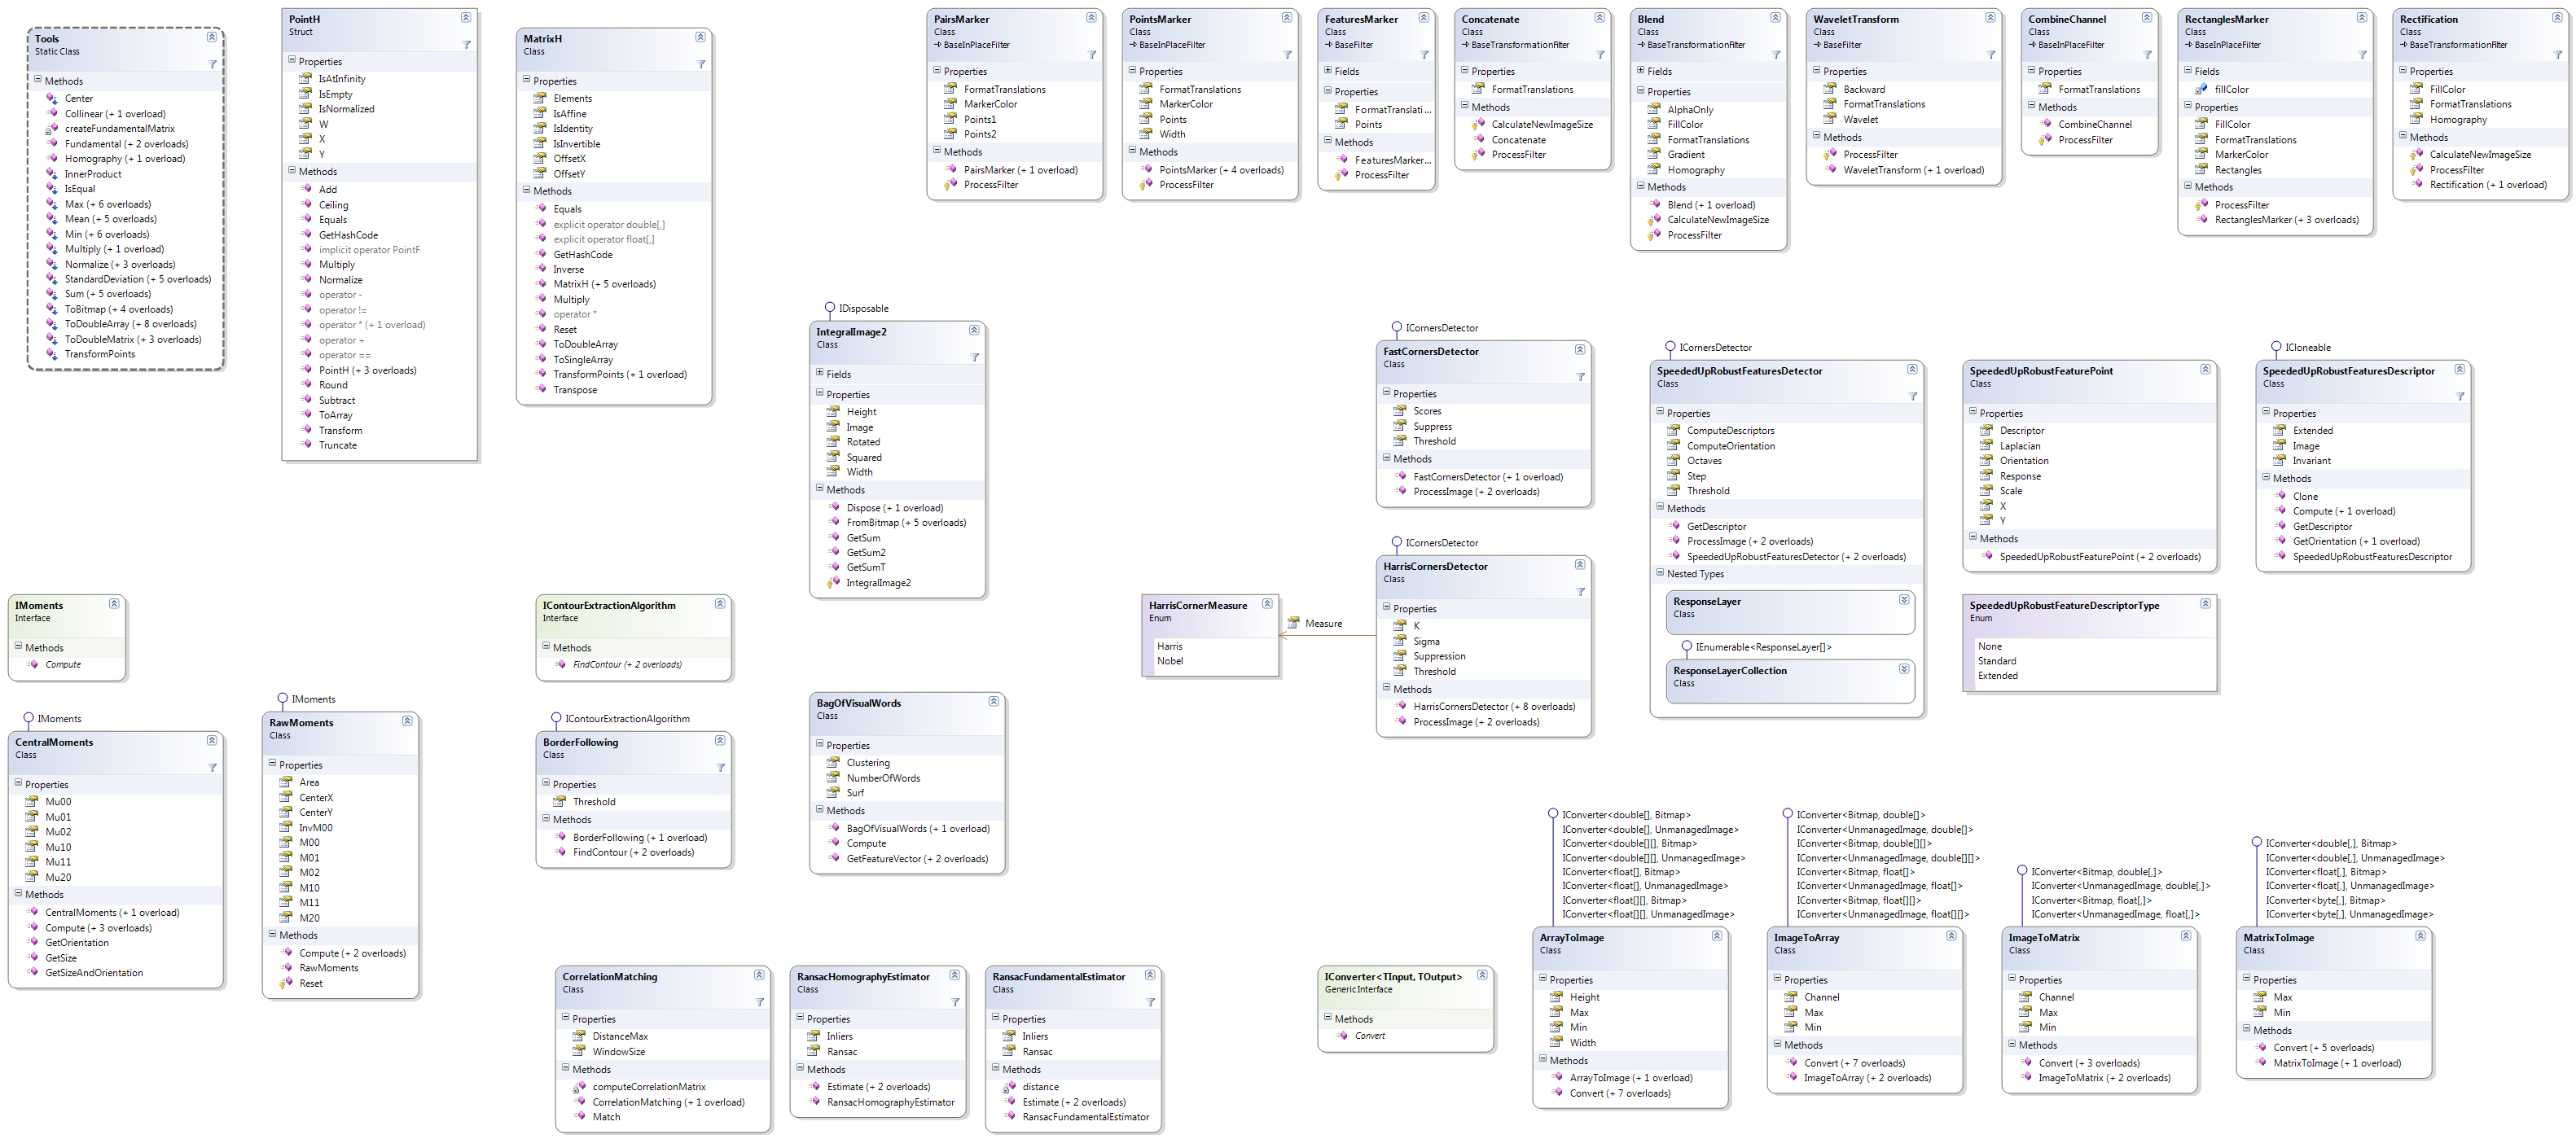 Tools
Static Class
Methods
Center
Collinear (+ 1 overload)
createFundamentalMatrix
Fundamental (+ 2 overloads)
Homography (+ 1 overload)
InnerProduct
IsEqual
Max (+ 6 overloads)
Mean (+ 5 overloads)
Min (+ 6 overloads)
Multiply (+ 1 overload)
Normalize (+ 3 overloads)
StandardDeviation (+ 5 overloads)
Sum (+ 5 overloads)
ToBitmap (+ 4 overloads)
ToDoubleArray (+ 8 overloads)
ToDoubleMatrix (+ 3 overloads)
TransformPoints
PointH
Struct
Properties
IsAtInfinity
IsEmpty
IsNormalized
W
X
Y
Methods
Add
Ceiling
Equals
GetHashCode
implicit operator PointF
Multiply
Normalize
operator -
operator !=
operator * (+ 1 overload)
operator +
operator ==
PointH (+ 3 overloads)
Round
Subtract
ToArray
Transform
Truncate
MatrixH
Class
Properties
Elements
IsAffine
IsIdentity
IsInvertible
OffsetX
OffsetY
Methods
Equals
explicit operator double[,]
explicit operator float[,]
GetHashCode
Inverse
MatrixH (+ 5 overloads)
Multiply
operator *
Reset
ToDoubleArray
ToSingleArray
TransformPoints (+ 1 overload)
Transpose
PairsMarker
Class
BaseInPlaceFilter
Properties
FormatTranslations
MarkerColor
Points1
Points2
Methods
PairsMarker (+ 1 overload)
ProcessFilter
PointsMarker
Class
BaseInPlaceFilter
Properties
FormatTranslations
MarkerColor
Points
Width
Methods
PointsMarker (+ 4 overloads)
ProcessFilter
FeaturesMarker
Class
BaseFilter
Fields
Properties
FormatTranslati...
Points
Methods
FeaturesMarker...
ProcessFilter
Concatenate
Class
BaseTransformationFilter
Properties
FormatTranslations
Methods
CalculateNewImageSize
Concatenate
ProcessFilter
Blend
Class
BaseTransformationFilter
Fields
Properties
AlphaOnly
FillColor
FormatTranslations
Gradient
Homography
Methods
Blend (+ 1 overload)
CalculateNewImageSize
ProcessFilter
WaveletTransform
Class
BaseFilter
Properties
Backward
FormatTranslations
Wavelet
Methods
ProcessFilter
WaveletTransform (+ 1 overload)
CombineChannel
Class
BaseInPlaceFilter
Properties
FormatTranslations
Methods
CombineChannel
ProcessFilter
RectanglesMarker
Class
BaseInPlaceFilter
Fields
fillColor
Properties
FillColor
FormatTranslations
MarkerColor
Rectangles
Methods
ProcessFilter
RectanglesMarker (+ 3 overloads)
Rectification
Class
BaseTransformationFilter
Properties
FillColor
FormatTranslations
Homography
Methods
CalculateNewImageSize
ProcessFilter
Rectification (+ 1 overload)
IDisposable
IntegralImage2
Class
Fields
Properties
Height
Image
Rotated
Squared
Width
Methods
Dispose (+ 1 overload)
FromBitmap (+ 5 overloads)
GetSum
GetSum2
GetSumT
IntegralImage2
ICornersDetector
FastCornersDetector
Class
Properties
Scores
Suppress
Threshold
Methods
FastCornersDetector (+ 1 overload)
ProcessImage (+ 2 overloads)
ICornersDetector
SpeededUpRobustFeaturesDetector
Class
Properties
ComputeDescriptors
ComputeOrientation
Octaves
Step
Threshold
Methods
GetDescriptor
ProcessImage (+ 2 overloads)
SpeededUpRobustFeaturesDetector (+ 2 overloads)
Nested Types
ResponseLayer
Class
IEnumerable<ResponseLayer[]>
ResponseLayerCollection
Class
SpeededUpRobustFeaturePoint
Class
Properties
Descriptor
Laplacian
Orientation
Response
Scale
X
Y
Methods
SpeededUpRobustFeaturePoint (+ 2 overloads)
ICloneable
SpeededUpRobustFeaturesDescriptor
Class
Properties
Extended
Image
Invariant
Methods
Clone
Compute (+ 1 overload)
GetDescriptor
GetOrientation (+ 1 overload)
SpeededUpRobustFeaturesDescriptor
ICornersDetector
HarrisCornersDetector
Class
Properties
K
Sigma
Suppression
Threshold
Methods
HarrisCornersDetector (+ 8 overloads)
ProcessImage (+ 2 overloads)
HarrisCornerMeasure
Enum
Harris
Nobel
Measure
SpeededUpRobustFeatureDescriptorType
Enum
None
Standard
Extended
IMoments
Interface
Methods
Compute
IContourExtractionAlgorithm
Interface
Methods
FindContour (+ 2 overloads)
IMoments
CentralMoments
Class
Properties
Mu00
Mu01
Mu02
Mu10
Mu11
Mu20
Methods
CentralMoments (+ 1 overload)
Compute (+ 3 overloads)
GetOrientation
GetSize
GetSizeAndOrientation
IMoments
RawMoments
Class
Properties
Area
CenterX
CenterY
InvM00
M00
M01
M02
M10
M11
M20
Methods
Compute (+ 2 overloads)
RawMoments
Reset
IContourExtractionAlgorithm
BorderFollowing
Class
Properties
Threshold
Methods
BorderFollowing (+ 1 overload)
FindContour (+ 2 overloads)
BagOfVisualWords
Class
Properties
Clustering
NumberOfWords
Surf
Methods
BagOfVisualWords (+ 1 overload)
Compute
GetFeatureVector (+ 2 overloads)
CorrelationMatching
Class
Properties
DistanceMax
WindowSize
Methods
computeCorrelationMatrix
CorrelationMatching (+ 1 overload)
Match
RansacHomographyEstimator
Class
Properties
Inliers
Ransac
Methods
Estimate (+ 2 overloads)
RansacHomographyEstimator
RansacFundamentalEstimator
Class
Properties
Inliers
Ransac
Methods
distance
Estimate (+ 2 overloads)
RansacFundamentalEstimator
IConverter<TInput, TOutput>
Generic Interface
Methods
Convert
IConverter<double[], Bitmap>
IConverter<double[], UnmanagedImage>
IConverter<double[][], Bitmap>
IConverter<double[][], UnmanagedImage>
IConverter<float[], Bitmap>
IConverter<float[], UnmanagedImage>
IConverter<float[][], Bitmap>
IConverter<float[][], UnmanagedImage>
ArrayToImage
Class
Properties
Height
Max
Min
Width
Methods
ArrayToImage (+ 1 overload)
Convert (+ 7 overloads)
IConverter<Bitmap, double[]>
IConverter<UnmanagedImage, double[]>
IConverter<Bitmap, double[][]>
IConverter<UnmanagedImage, double[][]>
IConverter<Bitmap, float[]>
IConverter<UnmanagedImage, float[]>
IConverter<Bitmap, float[][]>
IConverter<UnmanagedImage, float[][]>
ImageToArray
Class
Properties
Channel
Max
Min
Methods
Convert (+ 7 overloads)
ImageToArray (+ 2 overloads)
IConverter<Bitmap, double[,]>
IConverter<UnmanagedImage, double[,]>
IConverter<Bitmap, float[,]>
IConverter<UnmanagedImage, float[,]>
ImageToMatrix
Class
Properties
Channel
Max
Min
Methods
Convert (+ 3 overloads)
ImageToMatrix (+ 2 overloads)
IConverter<double[,], Bitmap>
IConverter<double[,], UnmanagedImage>
IConverter<float[,], Bitmap>
IConverter<float[,], UnmanagedImage>
IConverter<byte[,], Bitmap>
IConverter<byte[,], UnmanagedImage>
MatrixToImage
Class
Properties
Max
Min
Methods
Convert (+ 5 overloads)
MatrixToImage (+ 1 overload)